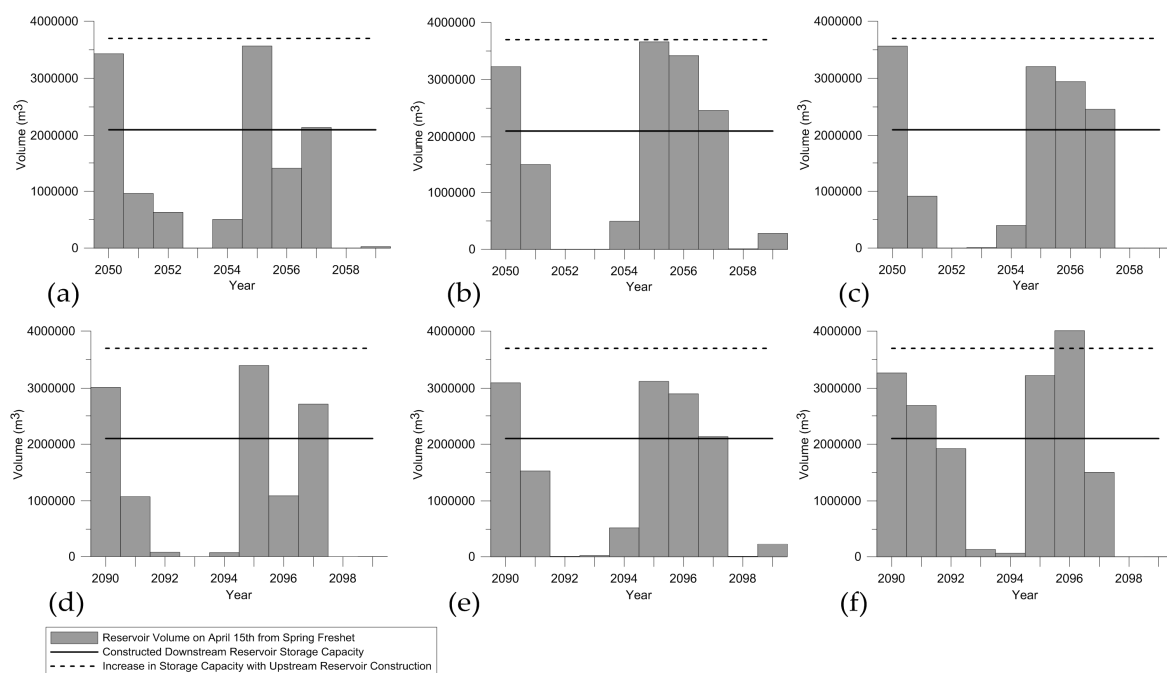 4000000
3000000
2000000
1000000
0
Volume (m³)
2050 2052 2054 2056 2058
Year
(a)
4000000
3000000
2000000
1000000
0
Volume (m³)
2050 2052 2054 2056 2058
Year
(b)
4000000
3000000
2000000
1000000
0
Volume (m³)
2050 2052 2054 2056 2058
Year
(c)
4000000
3000000
2000000
1000000
0
Volume (m³)
2090 2092 2094 2096 2098
Year
(d)
4000000
3000000
2000000
1000000
0
Volume (m³)
2090 2092 2094 2096 2098
Year
(e)
4000000
3000000
2000000
1000000
0
Volume (m³)
2090 2092 2094 2096 2098
Year
(f)
Reservoir Volume on April 15th from Spring Freshet
Constructed Downstream Reservoir Storage Capacity
Increase in Storage Capacity with Upstream Reservoir Construction